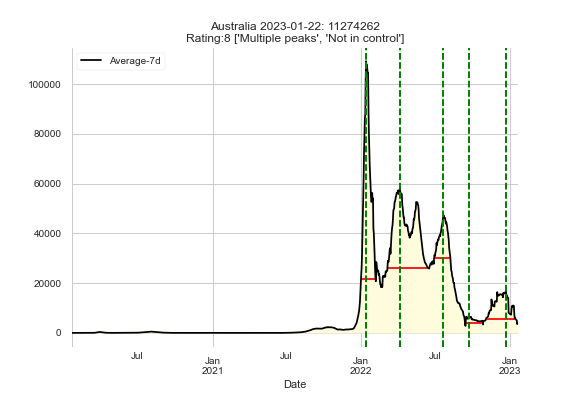 Australia 2023-01-22: 11274262
Rating:8 ['Multiple peaks', 'Not in control']
Average-7d
100000
80000
60000
40000
20000
0
Jul
Jan
2021
Jul
Jan
2022
Jul
Jan
2023
Date